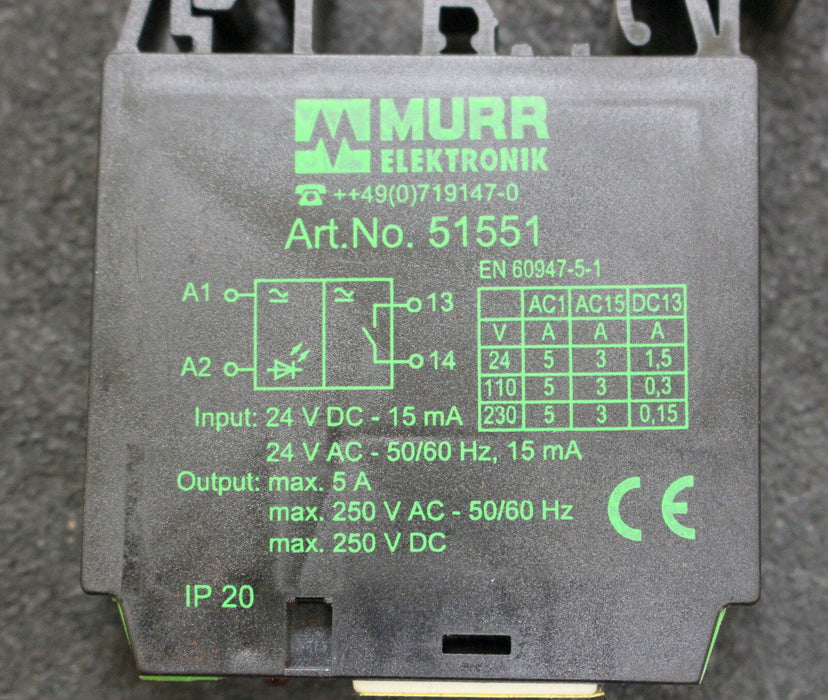 MURR
ELEKTRONIK
☎ ++49(0)719147-0
Art.No. 51551
EN 60947-5-1
A1 13
A2 14
AC1 AC15 DC13
V A A A
24 5 3 1,5
110 5 3 0,3
230 5 3 0,15
Input: 24 V DC - 15 mA
24 V AC - 50/60 Hz, 15 mA
Output: max. 5 A
max. 250 V AC - 50/60 Hz
max. 250 V DC
CE
IP 20